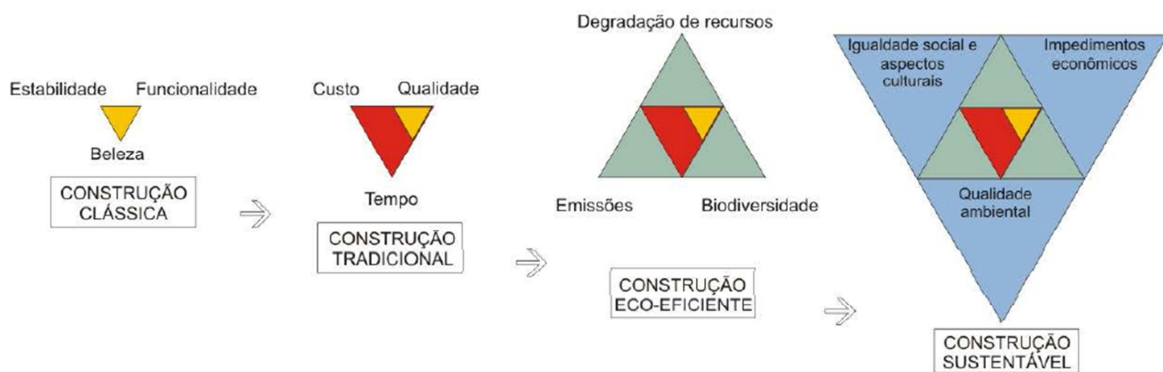 Estabilidade
Funcionalidade
Beleza
CONSTRUÇÃO
CLÁSSICA
Custo
Qualidade
Tempo
CONSTRUÇÃO
TRADICIONAL
Degradação de recursos
Emissões
Biodiversidade
CONSTRUÇÃO
ECO-EFICIENTE
Igualdade social e
aspectos
culturais
Impedimentos
econômicos
Qualidade
ambiental
CONSTRUÇÃO
SUSTENTÁVEL